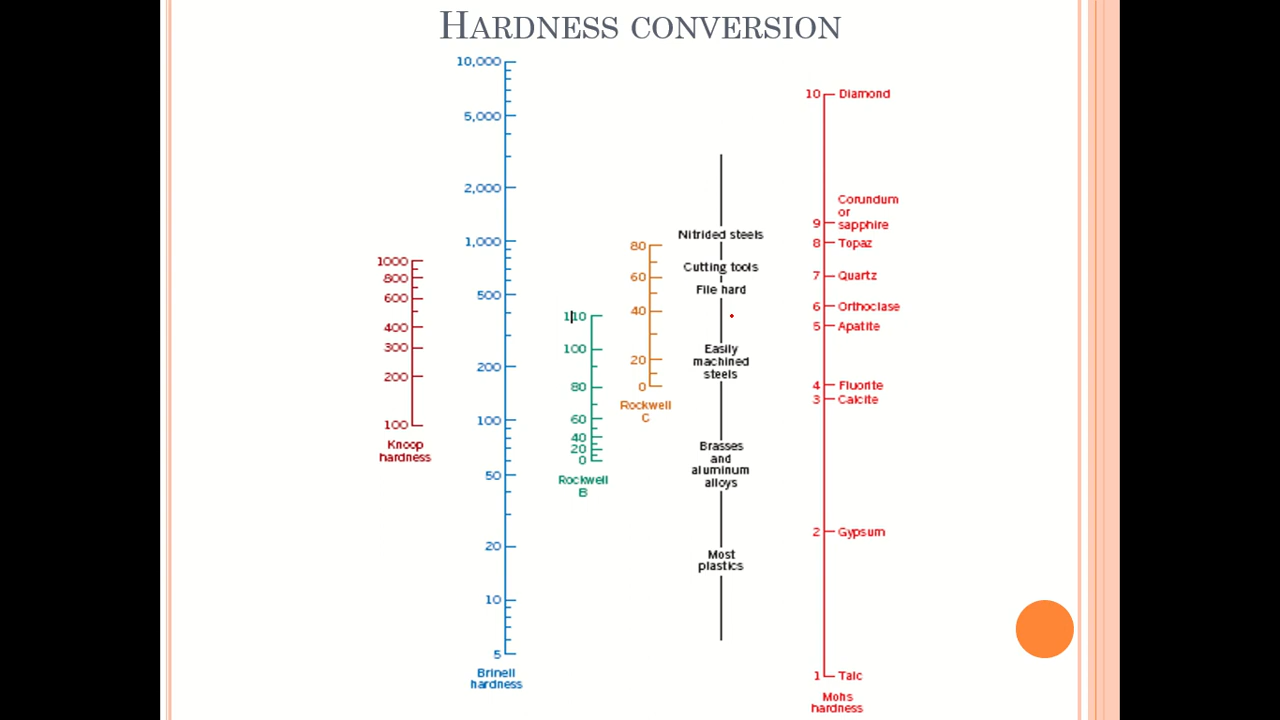 HARDNESS CONVERSION
1000
800
600
400
300
200
100
Knoop
hardness
10,000
5,000
2,000
1,000
500
200
100
50
20
10
5
Brinell
hardness
110
100
80
60
40
20
0
Rockwell
B
80
60
40
20
0
Rockwell
C
Nitrided steels
Cutting tools
File hard
Easily
machined
steels
Brasses
and
aluminum
alloys
Most
plastics
10 Diamond
Corundum
or
9 sapphire
8 Topaz
7 Quartz
6 Orthoclase
5 Apatite
4 Fluorite
3 Calcite
2 Gypsum
1 Talc
Mohs
hardness